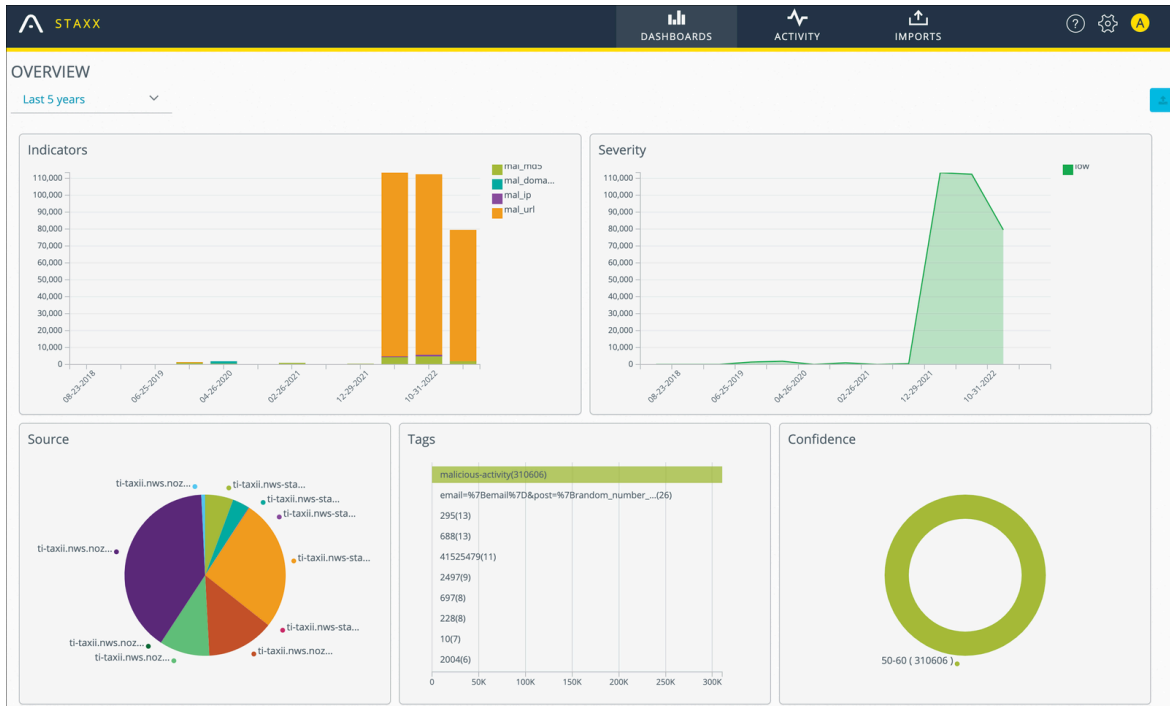 STAXX
DASHBOARDS
ACTIVITY
IMPORTS
?
A
OVERVIEW
Last 5 years
Indicators
110,000
100,000
90,000
80,000
70,000
60,000
50,000
40,000
30,000
20,000
10,000
0
08-23-2018
06-25-2019
04-26-2020
02-26-2021
12-29-2021
10-31-2022
mal_md5
mal_doma...
mal_ip
mal_url
Severity
110,000
100,000
90,000
80,000
70,000
60,000
50,000
40,000
30,000
20,000
10,000
0
08-23-2018
06-25-2019
04-26-2020
02-26-2021
12-29-2021
10-31-2022
low
Source
ti-taxii.nws.noz...
ti-taxii.nws-sta...
ti-taxii.nws-sta...
ti-taxii.nws-sta...
ti-taxii.nws.noz...
ti-taxii.nws-sta...
ti-taxii.nws-sta...
ti-taxii.nws.noz...
ti-taxii.nws.noz...
ti-taxii.nws.noz...
Tags
malicious-activity(310606)
email=%7Bemail%7D&post=%7Brandom_number_...(26)
295(13)
688(13)
41525479(11)
2497(9)
697(8)
228(8)
10(7)
2004(6)
0
50K
100K
150K
200K
250K
300K
Confidence
50-60 ( 310606 )